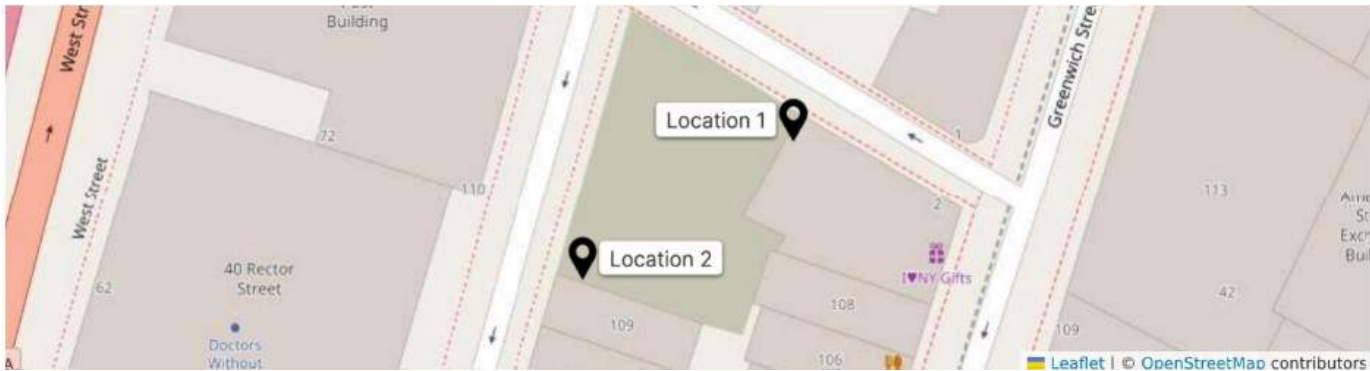 Building
West Street
West Street
72
110
62
40 Rector
Street
Doctors
Without
Location 1
Location 2
109
1
2
I♥NY Gifts
108
106
Greenwich
113
42
109
A
Leaflet | © OpenStreetMap contributors